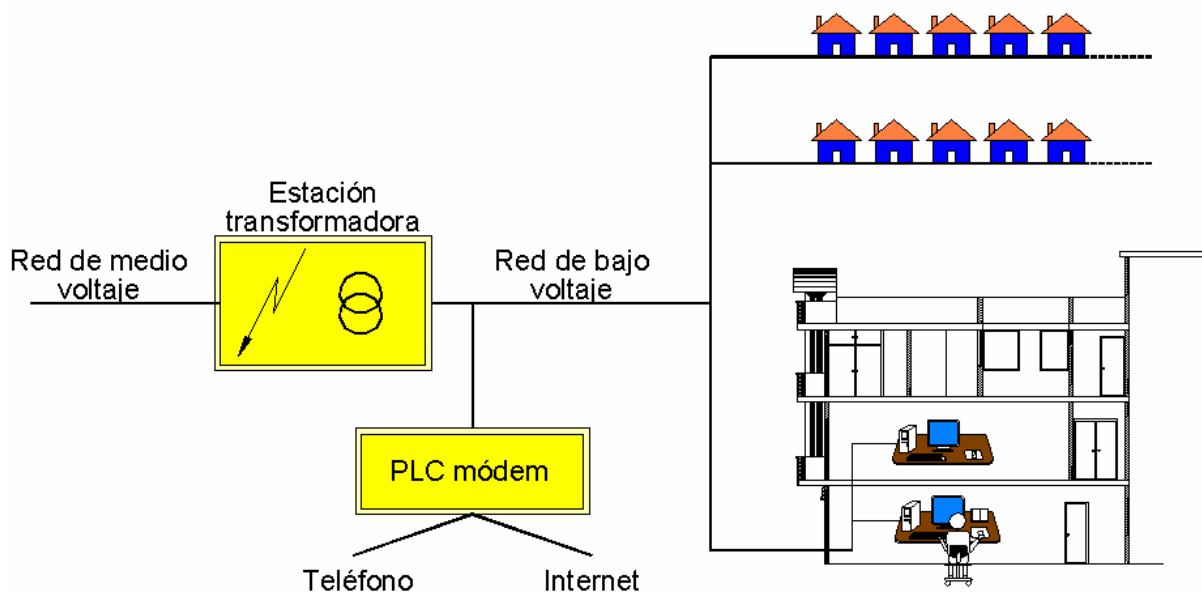 Estación
transformadora
Red de medio
voltaje
Red de bajo
voltaje
PLC módem
Teléfono
Internet